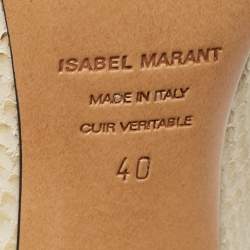 ISABEL MARANT
MADE IN ITALY
CUIR VERITABLE
40